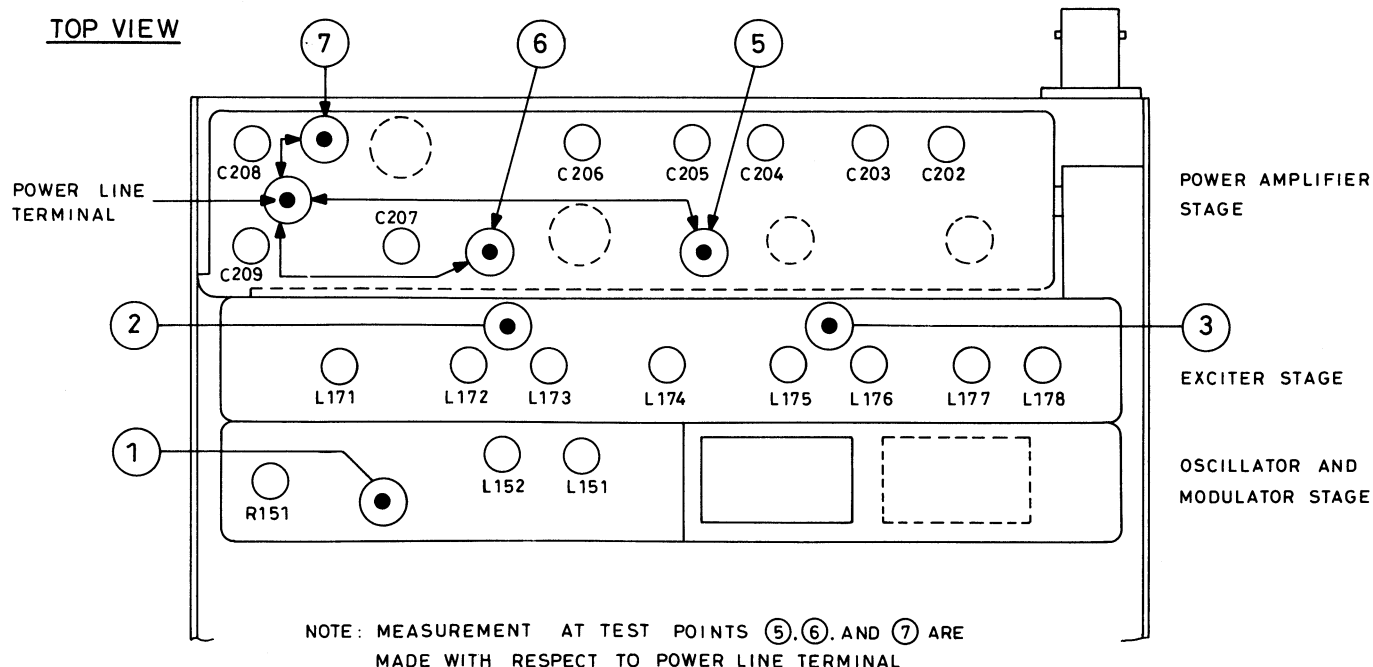 TOP VIEW
7
6
5
C208
C206
C205
C204
C203
C202
POWER LINE
TERMINAL
POWER AMPLIFIER
STAGE
C207
C209
2
3
L171
L172
L173
L174
L175
L176
L177
L178
EXCITER STAGE
1
R151
L152
L151
OSCILLATOR AND
MODULATOR STAGE
NOTE: MEASUREMENT AT TEST POINTS 5, 6, AND 7 ARE
MADE WITH RESPECT TO POWER LINE TERMINAL